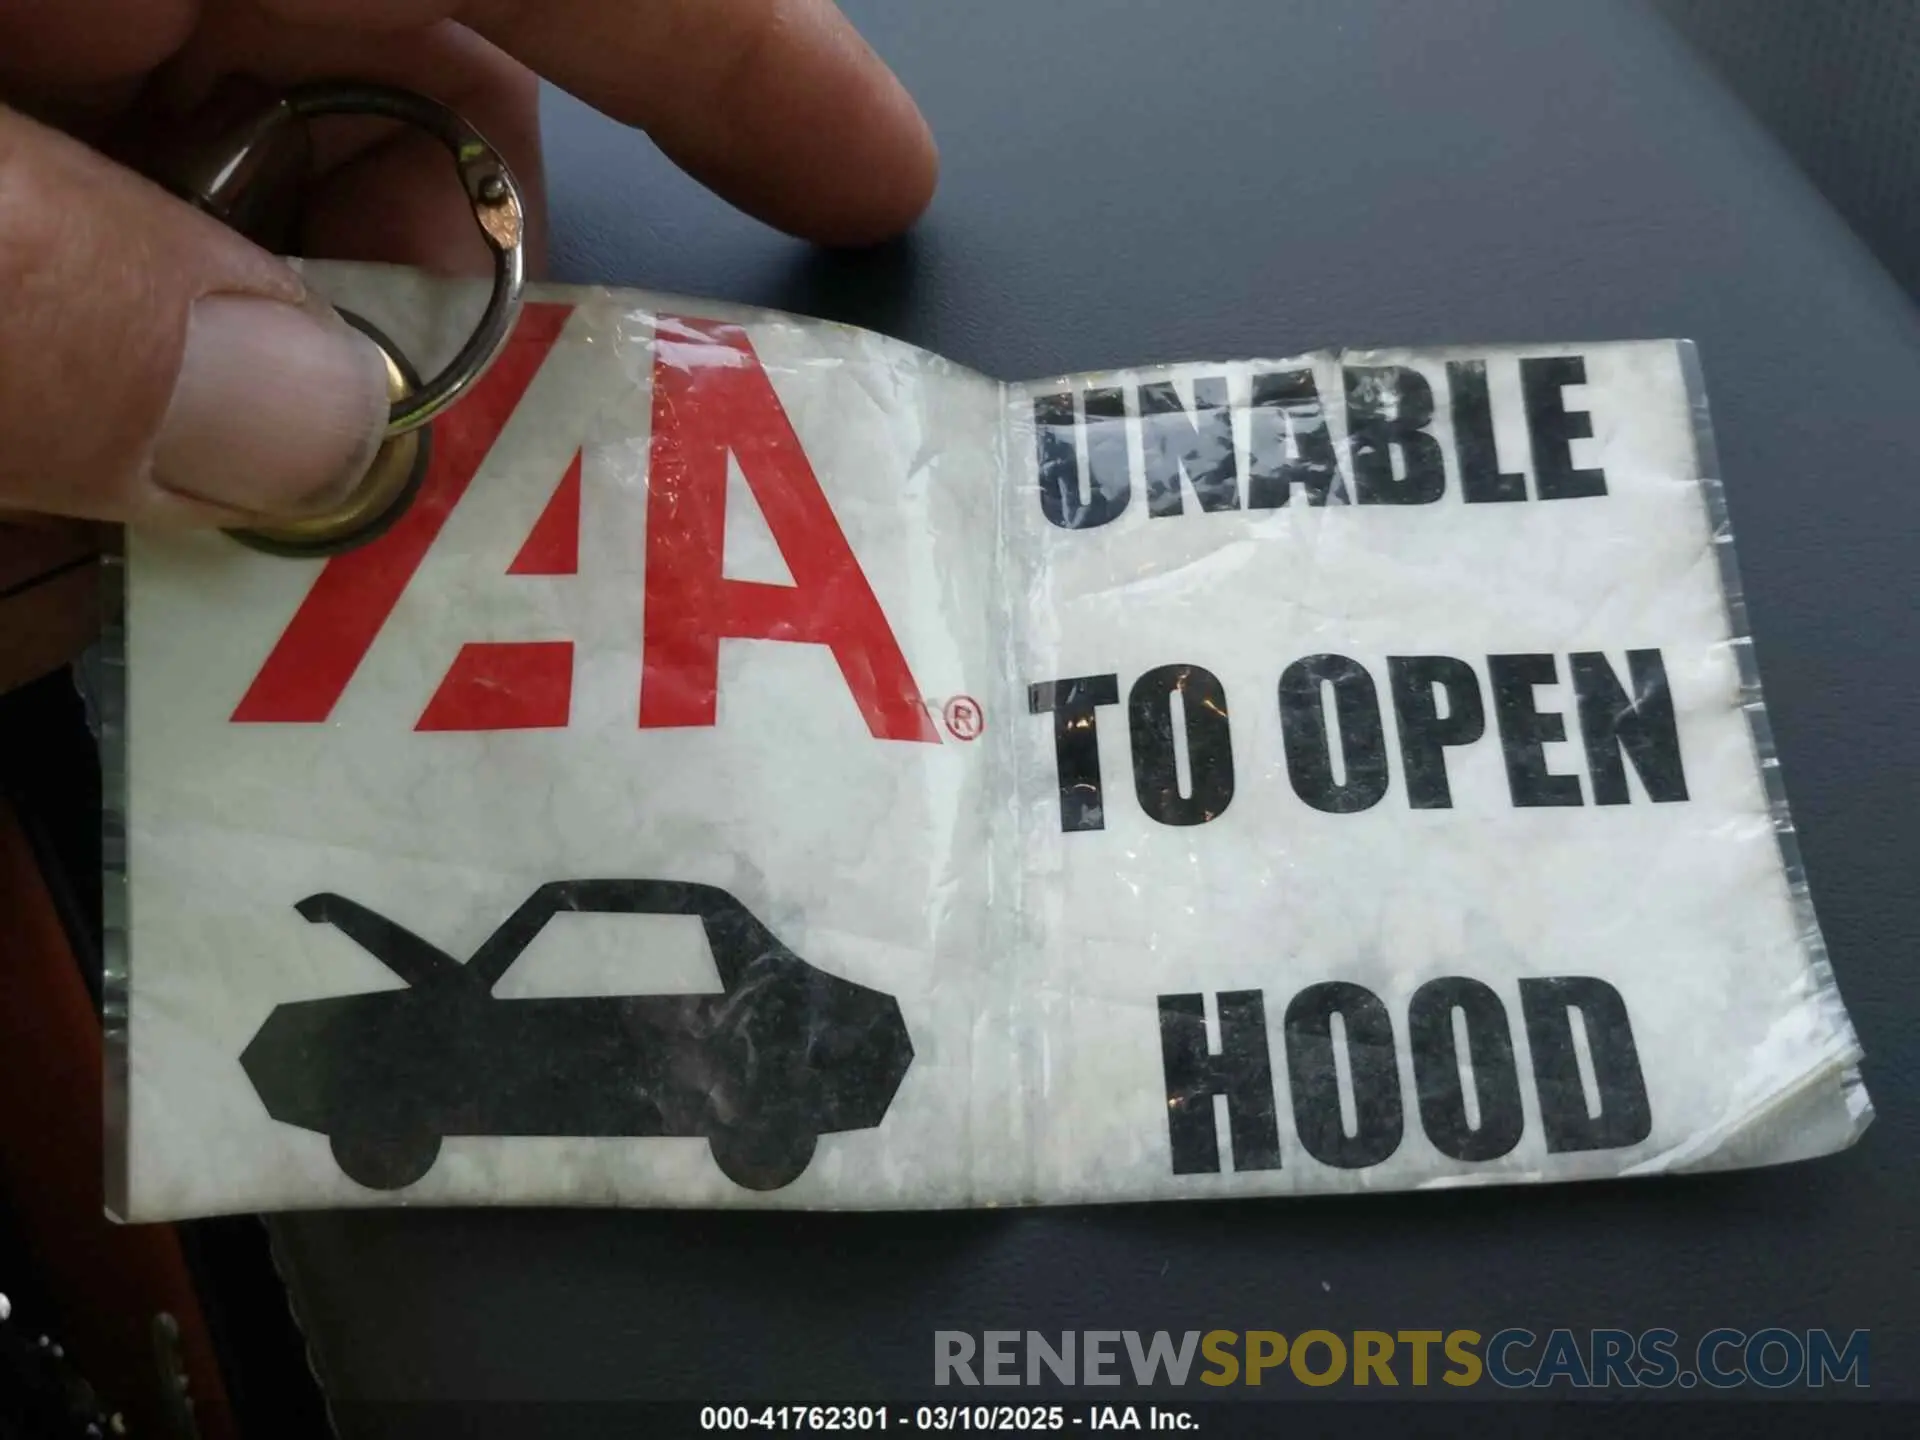 IAA®
UNABLE
TO OPEN
HOOD
RENEWSPORTSCARS.COM
000-41762301 - 03/10/2025 - IAA Inc.